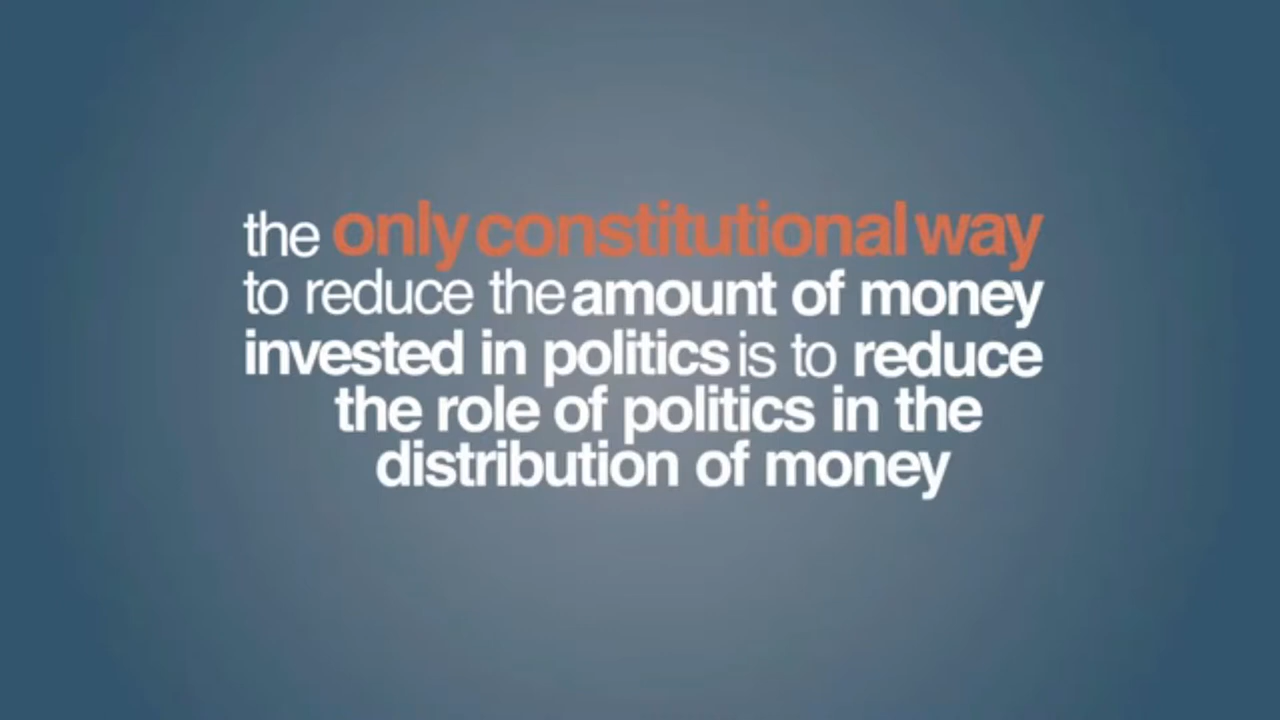 the only constitutional way
to reduce the amount of money
invested in politics is to reduce
the role of politics in the
distribution of money